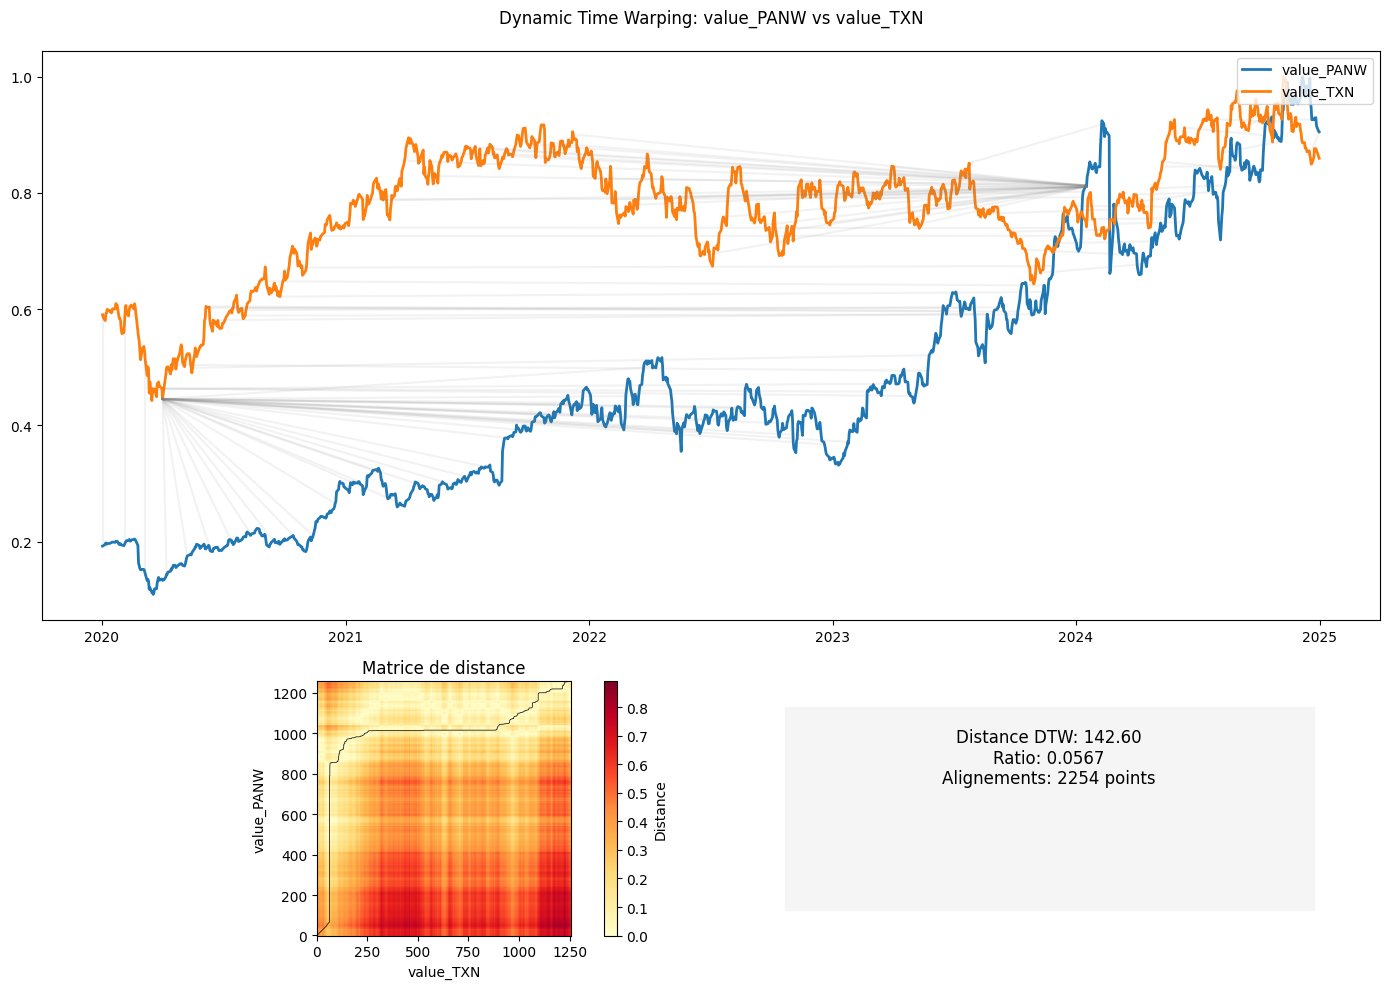 Dynamic Time Warping: value_PANW vs value_TXN
1.0
0.8
0.6
0.4
0.2
value_PANW
value_TXN
2020 2021 2022 2023 2024 2025
Matrice de distance
value_PANW
1200
1000
800
600
400
200
0
0 250 500 750 1000 1250
value_TXN
0.8
0.7
0.6
0.5
0.4
0.3
0.2
0.1
0.0
Distance
Distance DTW: 142.60
Ratio: 0.0567
Alignements: 2254 points